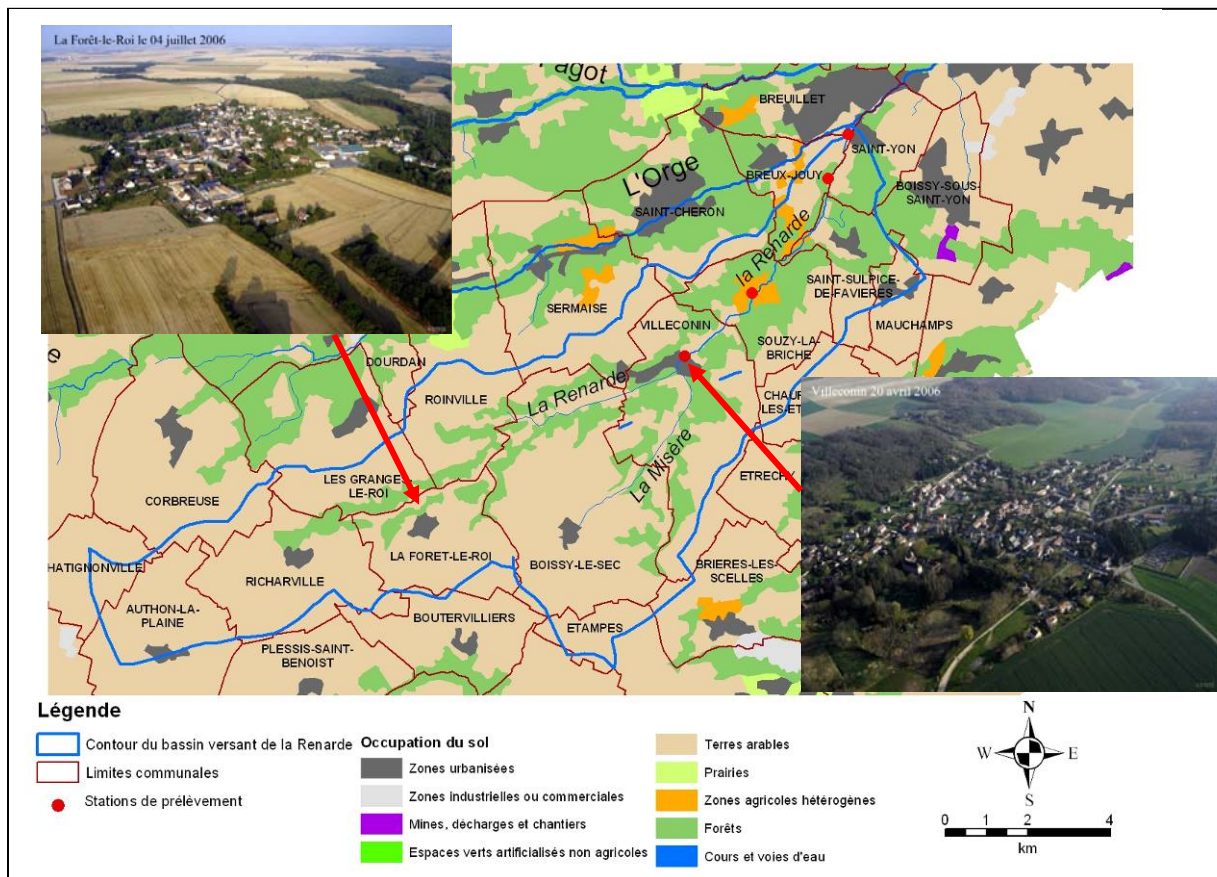 La Forêt-le-Roi le 04 juillet 2006
BREUILLET
SAINT-YON
L'Orge
BREUX-JOUY
BOISSY-SOUS-
SAINT-YON
SAINT-CHERON
la Renarde
SAINT-SULPICE-
DE-FAVIERES
SERMAISE
VILLECONIN
MAUCHAMPS
SOUZY-LA-
BRICHE
DOURDAN
La Renarde
ROINVILLE
Villeconin 20 avril 2006
La Misère
ETRECHY
LES GRANGES-
LE-ROI
CORBREUSE
LA FORET-LE-ROI
BOISSY-LE-SEC
BRIERES-LES-
SCELLES
HATIGNONVILLE
RICHARVILLE
AUTHON-LA-
PLAINE
BOUTERVILLIERS
ETAMPES
PLESSIS-SAINT-
BENOIST
Légende
Contour du bassin versant de la Renarde
Limites communales
Stations de prélèvement
Occupation du sol
Zones urbanisées
Zones industrielles ou commerciales
Mines, décharges et chantiers
Espaces verts artificialisés non agricoles
Terres arables
Prairies
Zones agricoles hétérogènes
Forêts
Cours et voies d'eau
N
W E
S
0 1 2 4
km